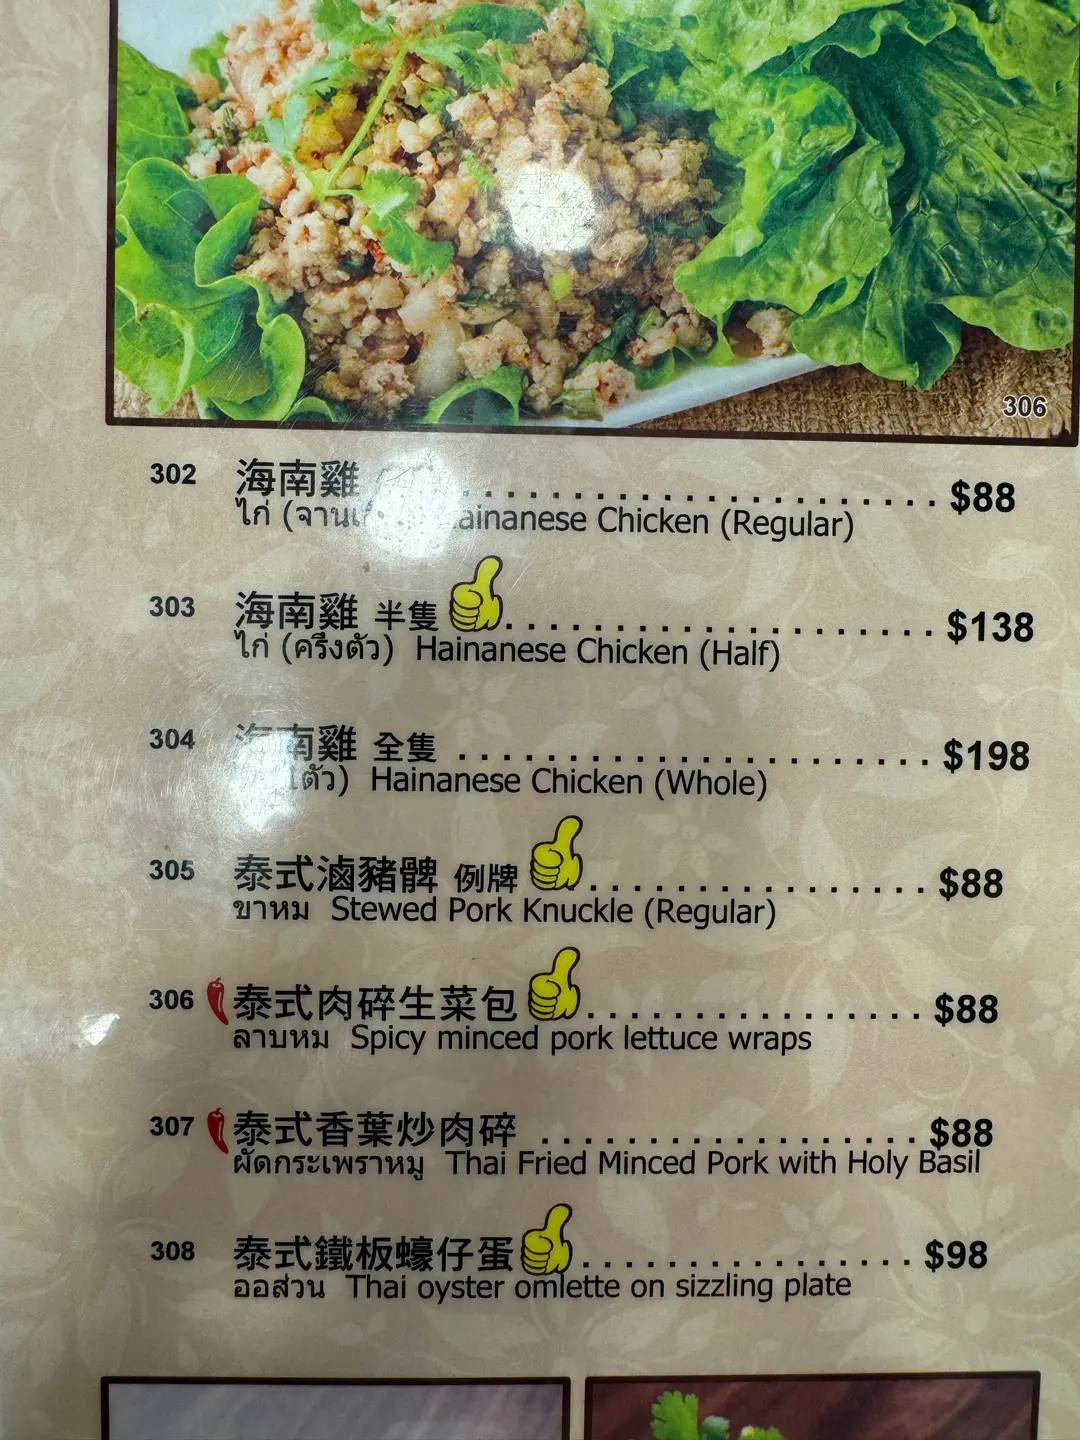 306
302 海南雞 . . . . . . . . . . . . . . . . . . . . . . . $88
ไก่ Chicken (Regular)
303 海南雞 半隻 . . . . . . . . . . . . . . . . . . . . $138
ไก่ (ครึ่งตัว) Hainanese Chicken (Half)
304 海南雞 全隻 . . . . . . . . . . . . . . . . . . . . . . . $198
Hainanese Chicken (Whole)
305 泰式滷豬髀 例牌 . . . . . . . . . . . . . . . . $88
ขาหม Stewed Pork Knuckle (Regular)
306 泰式肉碎生菜包 . . . . . . . . . . . . . . . . $88
ลาบหม Spicy minced pork lettuce wraps
307 泰式香葉炒肉碎 . . . . . . . . . . . . . . . . . . $88
ผัดกระเพราหมู Thai Fried Minced Pork with Holy Basil
308 泰式鐵板蠔仔蛋 . . . . . . . . . . . . . . . . $98
ออส่วน Thai oyster omlette on sizzling plate